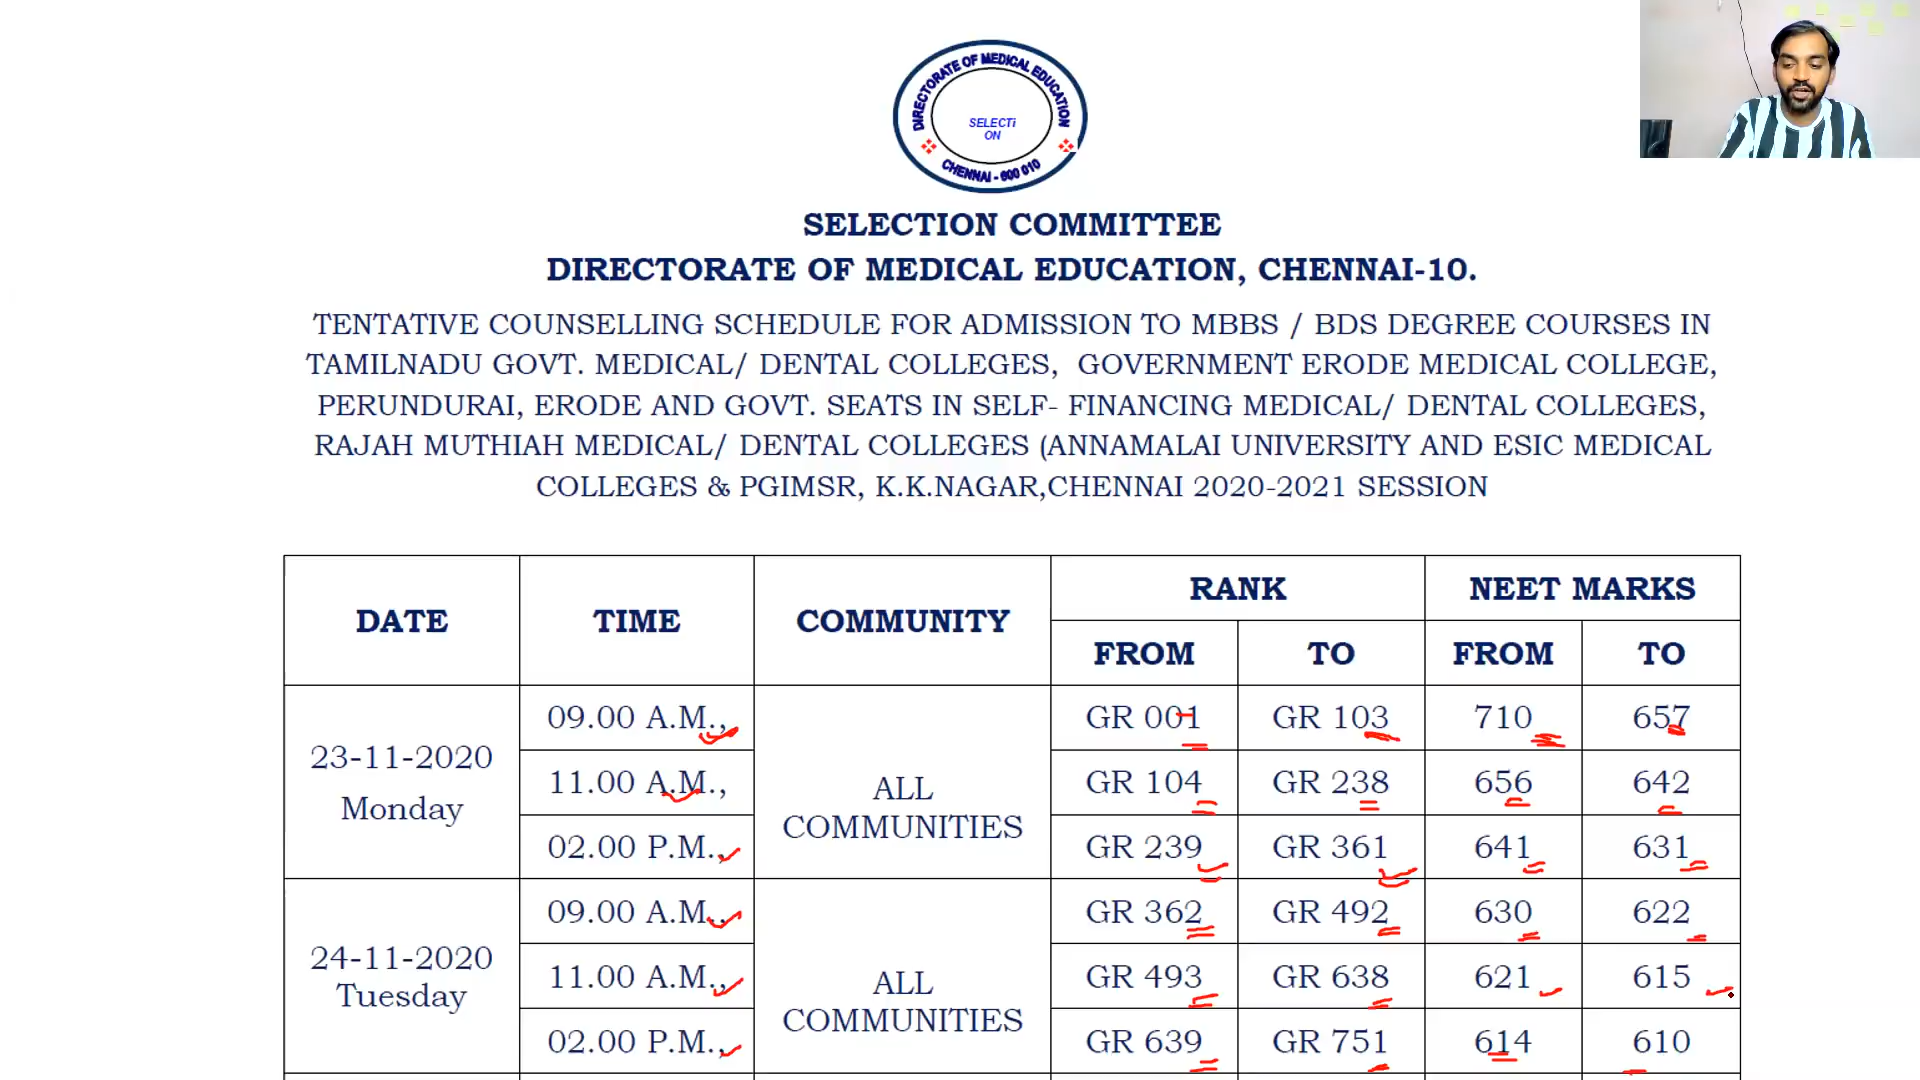 DIRECTORATE OF MEDICAL EDUCATION
SELECTi
ON
CHENNAI - 600 010
SELECTION COMMITTEE
DIRECTORATE OF MEDICAL EDUCATION, CHENNAI-10.
TENTATIVE COUNSELLING SCHEDULE FOR ADMISSION TO MBBS / BDS DEGREE COURSES IN
TAMILNADU GOVT. MEDICAL/ DENTAL COLLEGES, GOVERNMENT ERODE MEDICAL COLLEGE,
PERUNDURAI, ERODE AND GOVT. SEATS IN SELF- FINANCING MEDICAL/ DENTAL COLLEGES,
RAJAH MUTHIAH MEDICAL/ DENTAL COLLEGES (ANNAMALAI UNIVERSITY AND ESIC MEDICAL
COLLEGES & PGIMSR, K.K.NAGAR,CHENNAI 2020-2021 SESSION
DATE TIME COMMUNITY RANK NEET MARKS
FROM TO FROM TO
23-11-2020 Monday
ALL COMMUNITIES
09.00 A.M., GR 001 GR 103 710 657
11.00 A.M., GR 104 GR 238 656 642
02.00 P.M., GR 239 GR 361 641 631
24-11-2020 Tuesday
ALL COMMUNITIES
09.00 A.M., GR 362 GR 492 630 622
11.00 A.M., GR 493 GR 638 621 615
02.00 P.M., GR 639 GR 751 614 610